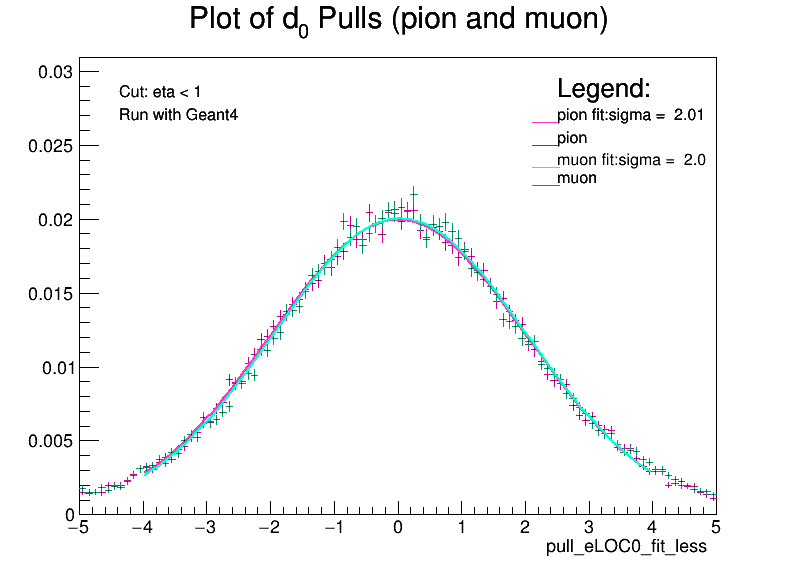 Plot of d0 Pulls (pion and muon)
Cut: eta < 1
Run with Geant4
Legend:
pion fit:sigma = 2.01
pion
muon fit:sigma = 2.0
muon
0.03
0.025
0.02
0.015
0.01
0.005
0
−5 −4 −3 −2 −1 0 1 2 3 4 5
pull_eLOC0_fit_less